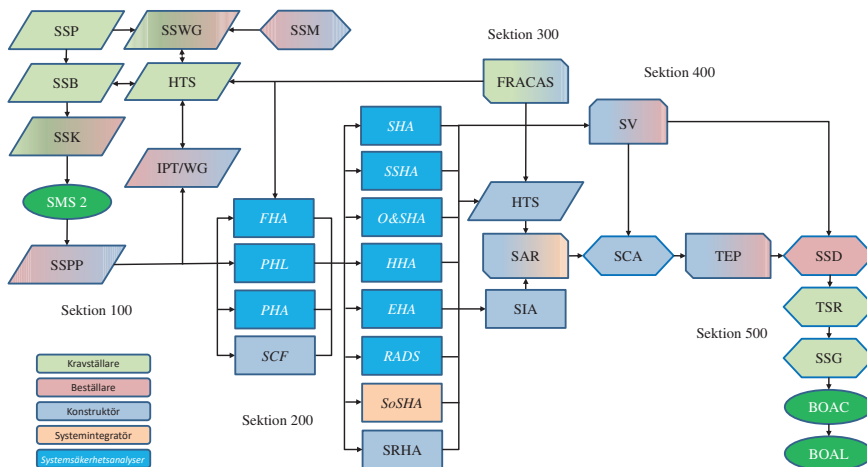 SSP
SSWG
SSM
Sektion 300
SSB
HTS
FRACAS
Sektion 400
SHA
SV
SSK
IPT/WG
SSHA
SMS 2
HTS
FHA
O&SHA
SSPP
PHL
HHA
SAR
SCA
TEP
SSD
Sektion 100
PHA
EHA
SIA
TSR
Sektion 500
SCF
RADS
SSG
Kravställare
Beställare
Konstruktör
Systemintegratör
Systemsäkerhetsanalyser
Sektion 200
SoSHA
BOAC
SRHA
BOAL